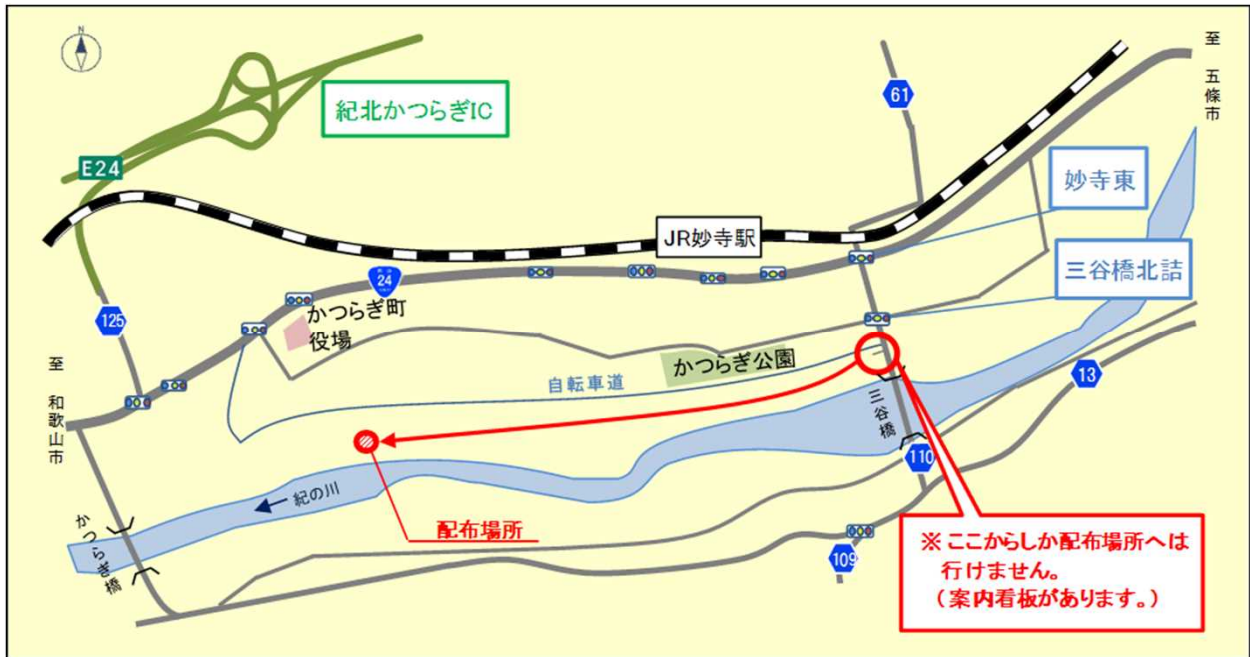 N
至 五條市
紀北かつらぎIC
61
E24
妙寺東
JR妙寺駅
三谷橋北詰
24
かつらぎ町
役場
125
かつらぎ公園
至 和歌山市
自転車道
13
三谷橋
110
紀の川
配布場所
かつらぎ橋
109
※ ここからしか配布場所へは
行けません。
（案内看板があります。）